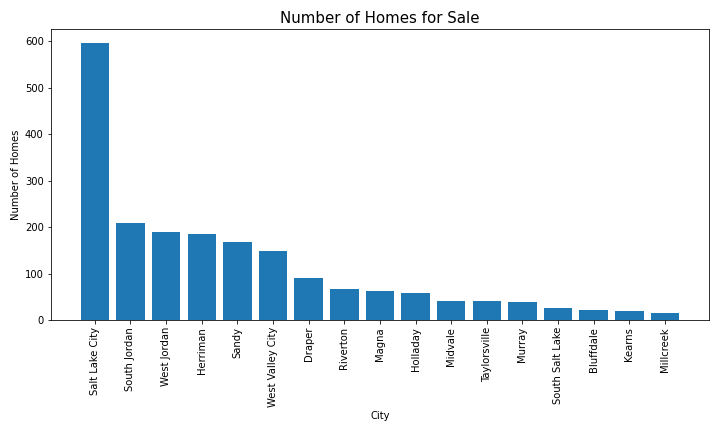 Number of Homes for Sale
Number of Homes
600
500
400
300
200
100
0
Salt Lake City
South Jordan
West Jordan
Herriman
Sandy
West Valley City
Draper
Riverton
Magna
Holladay
Midvale
Taylorsville
Murray
South Salt Lake
Bluffdale
Kearns
Millcreek
City